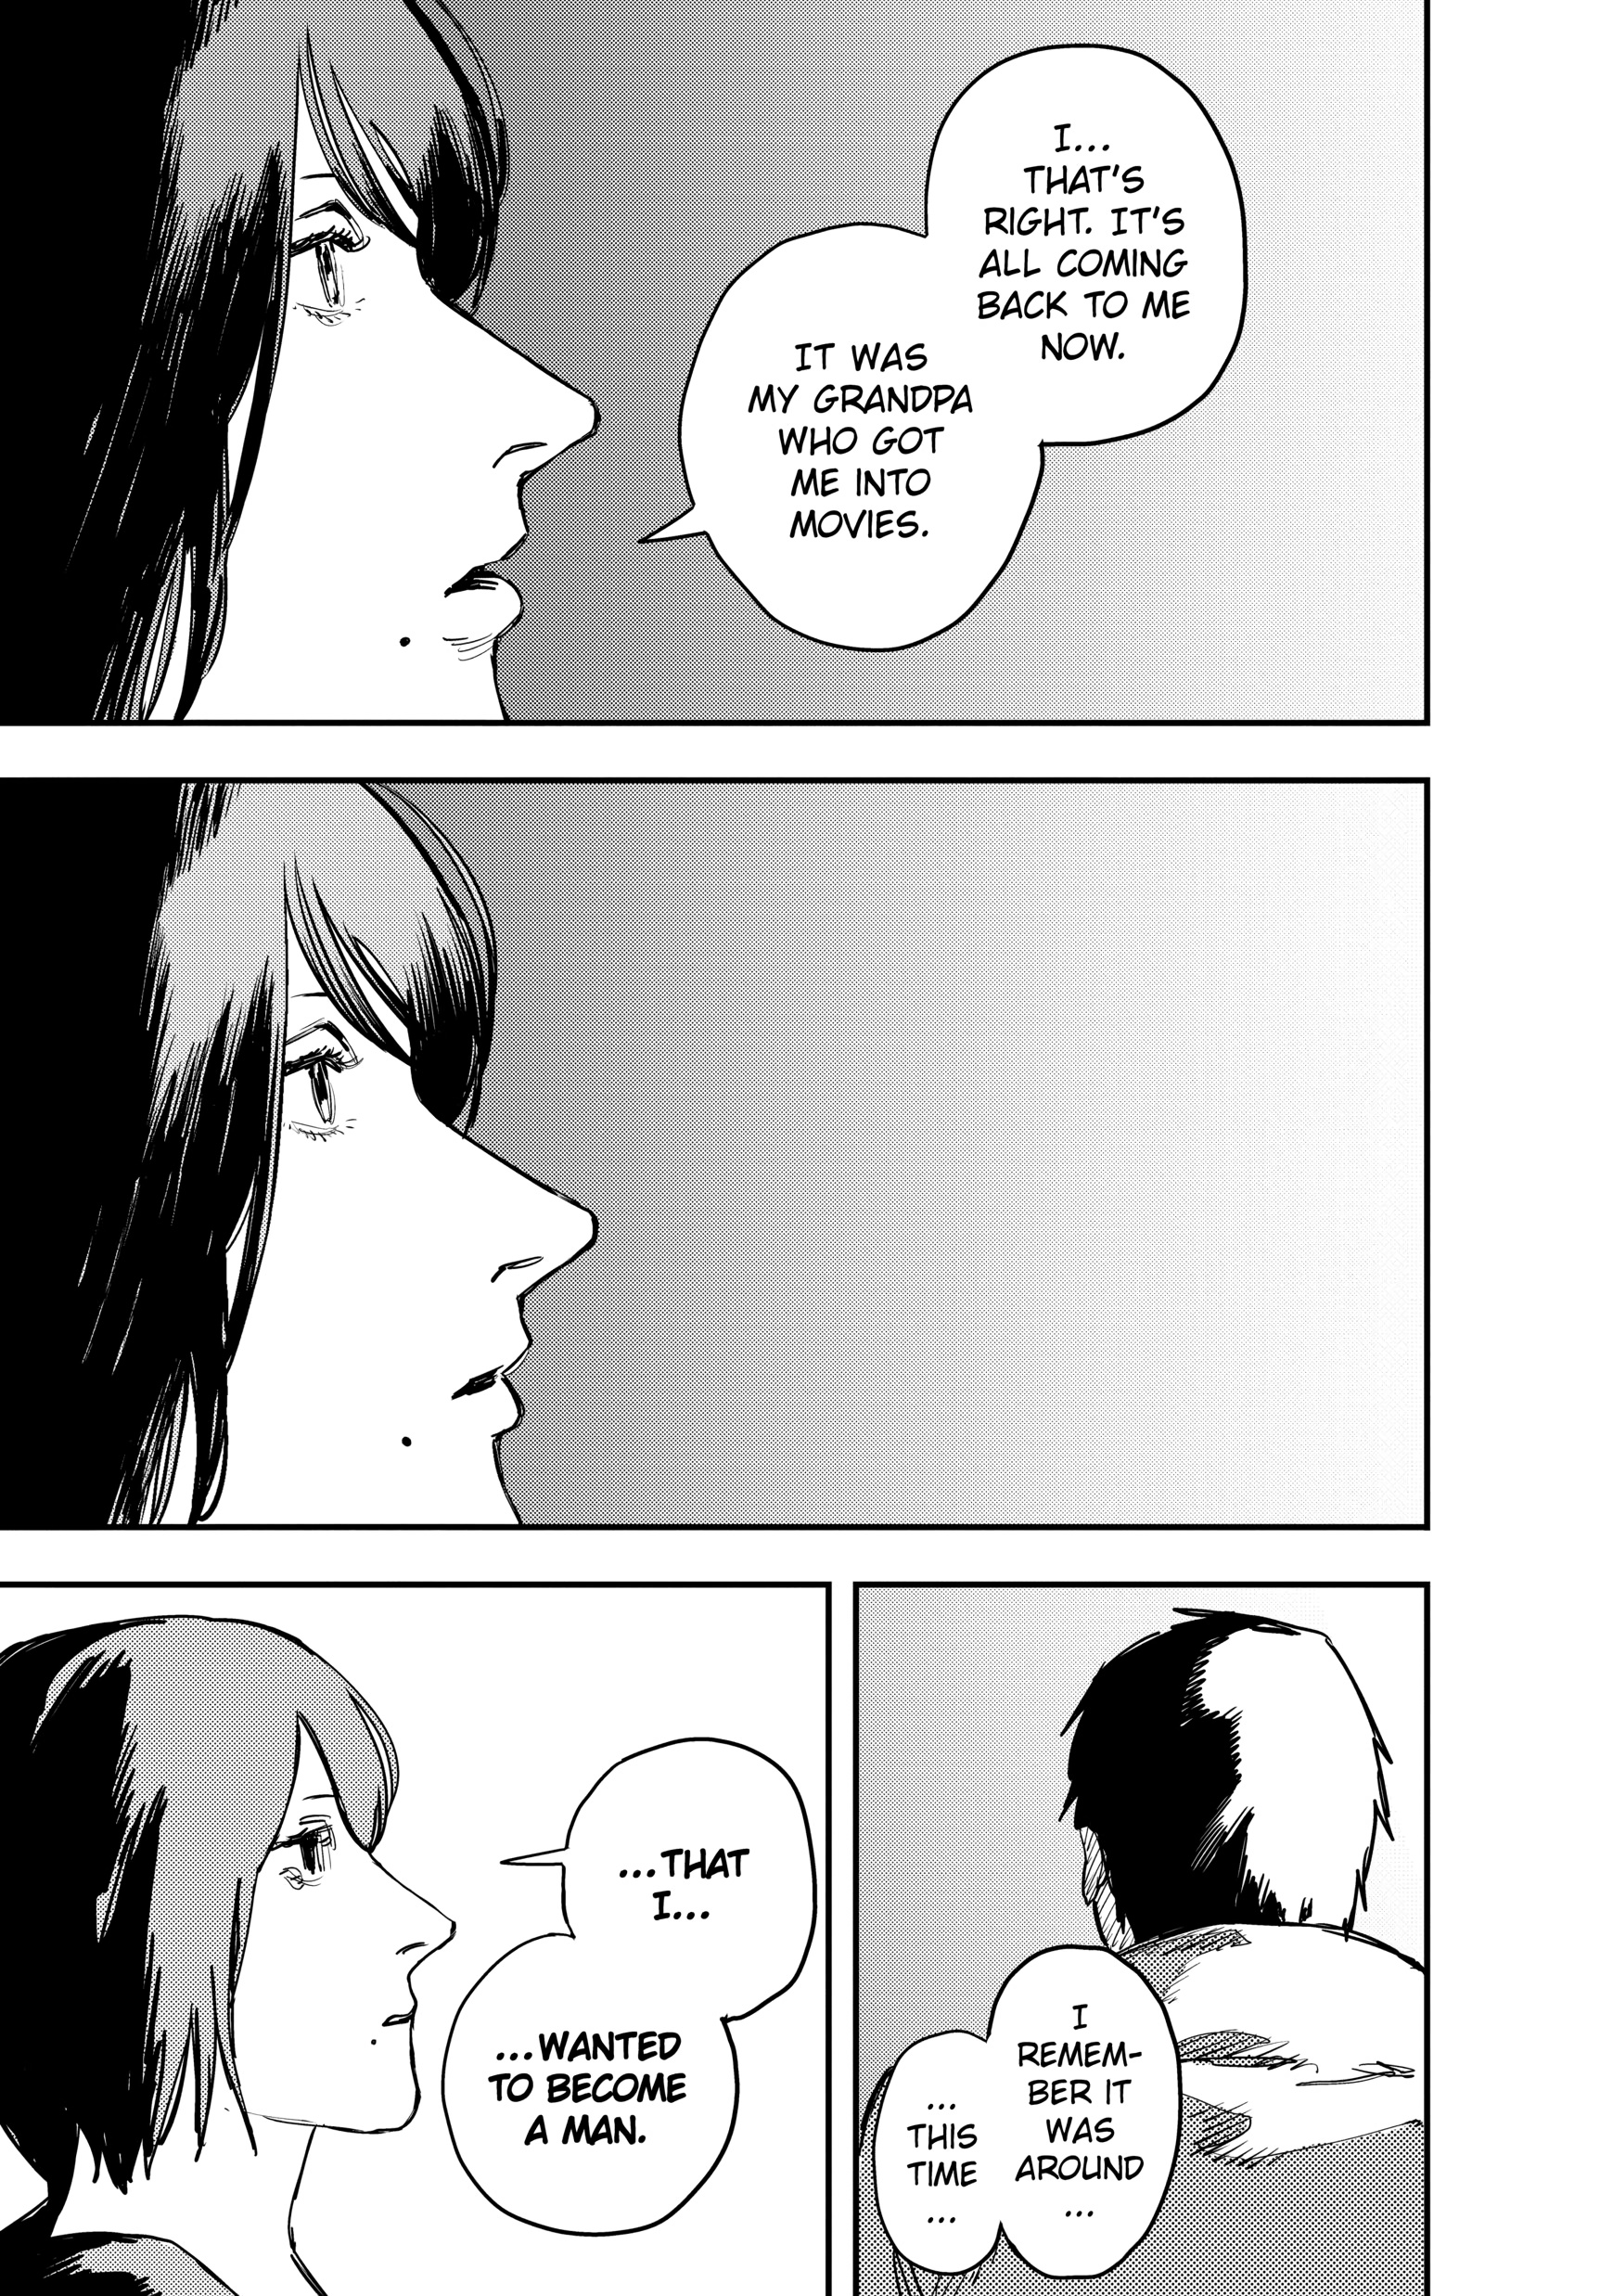 I...
THAT'S
RIGHT. IT'S
ALL COMING
BACK TO ME
NOW.
IT WAS
MY GRANDPA
WHO GOT
ME INTO
MOVIES.
I
REMEM-
BER IT
WAS
AROUND
...
...
THIS
TIME
...
...THAT
I...
...WANTED
TO BECOME
A MAN.